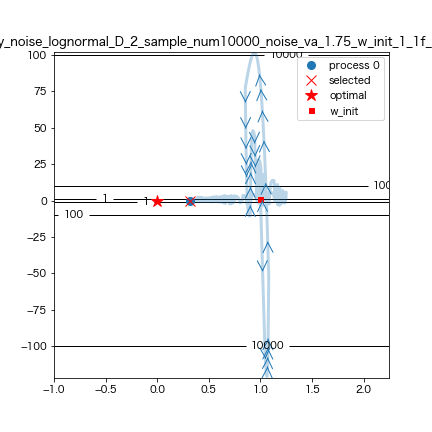 y_noise_lognormal_D_2_sample_num10000_noise_va_1.75_w_init_1_1f_
process 0
selected
optimal
w_init
100
75
50
25
0
−25
−50
−75
−100
10000
100
1
1
100
10000
−1.0 −0.5 0.0 0.5 1.0 1.5 2.0